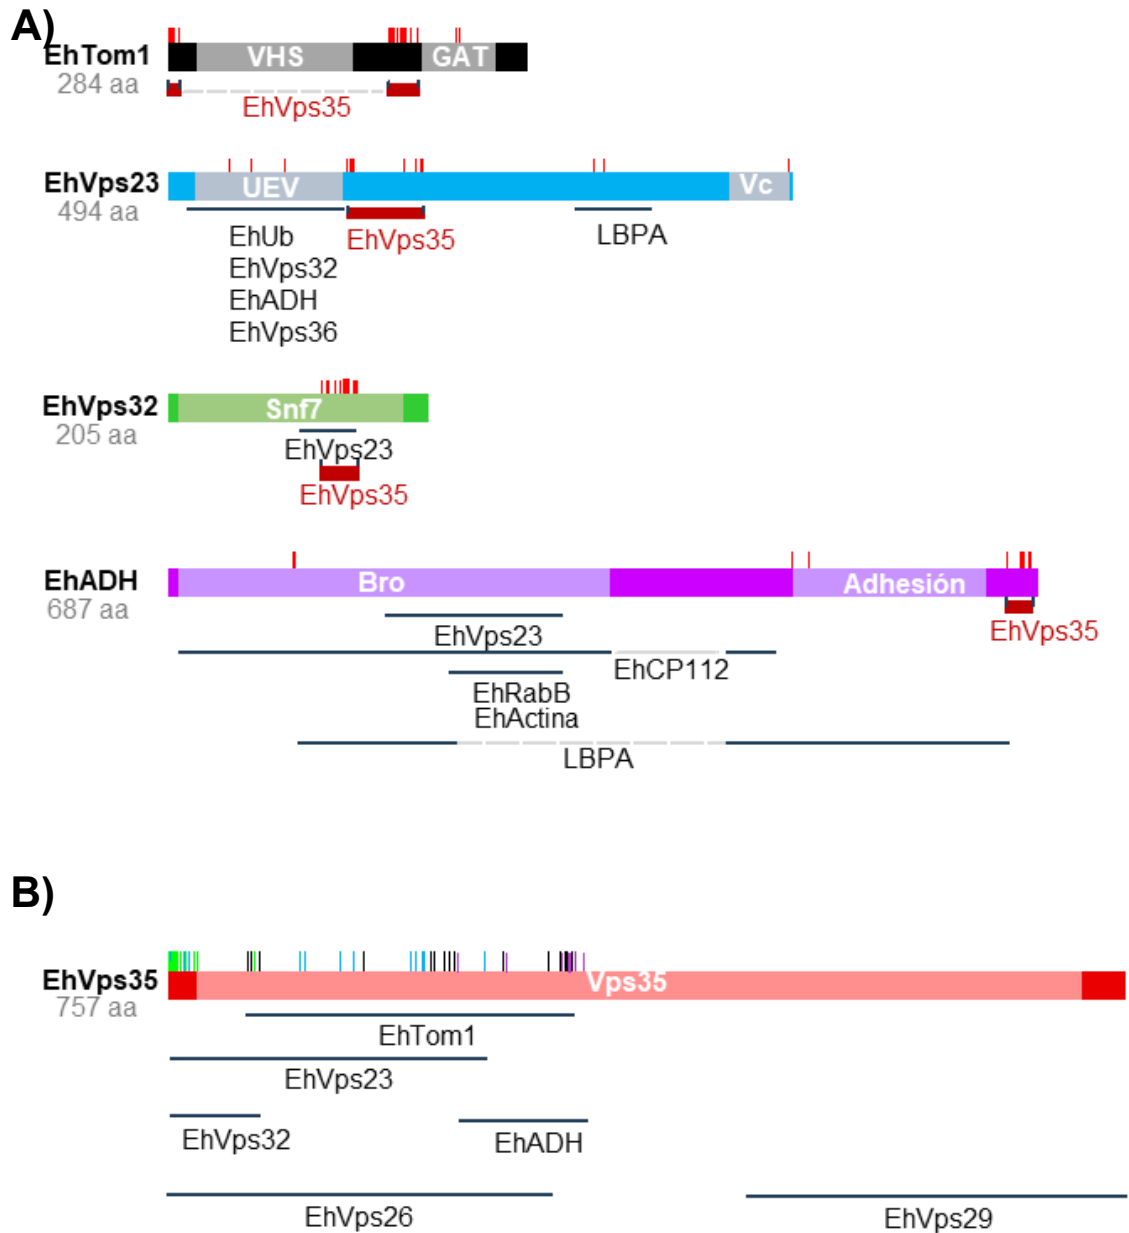 A)
EhTom1
VHS
GAT
284 aa
EhVps35
EhVps23
UEV
Vc
494 aa
EhUb
EhVps35
LBPA
EhVps32
EhADH
EhVps36
EhVps32
Snf7
205 aa
EhVps23
EhVps35
EhADH
Bro
Adhesión
687 aa
EhVps23
EhVps35
EhCP112
EhRabB
EhActina
LBPA
B)
EhVps35
Vps35
757 aa
EhTom1
EhVps23
EhVps32
EhADH
EhVps26
EhVps29